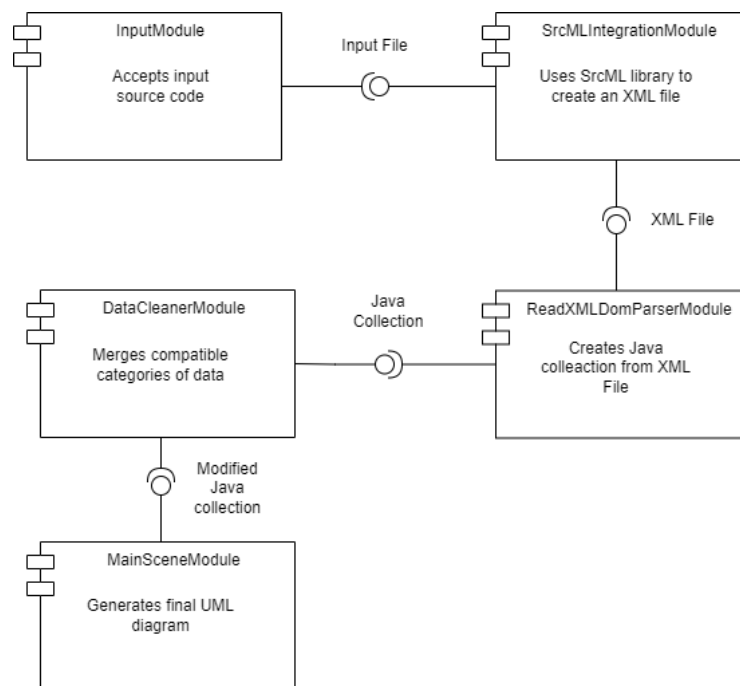 InputModule
Accepts input
source code
Input File
SrcMLIntegrationModule
Uses SrcML library to
create an XML file
XML File
DataCleanerModule
Merges compatible
categories of data
Java
Collection
ReadXMLDomParserModule
Creates Java
colleaction from XML
File
Modified
Java
collection
MainSceneModule
Generates final UML
diagram